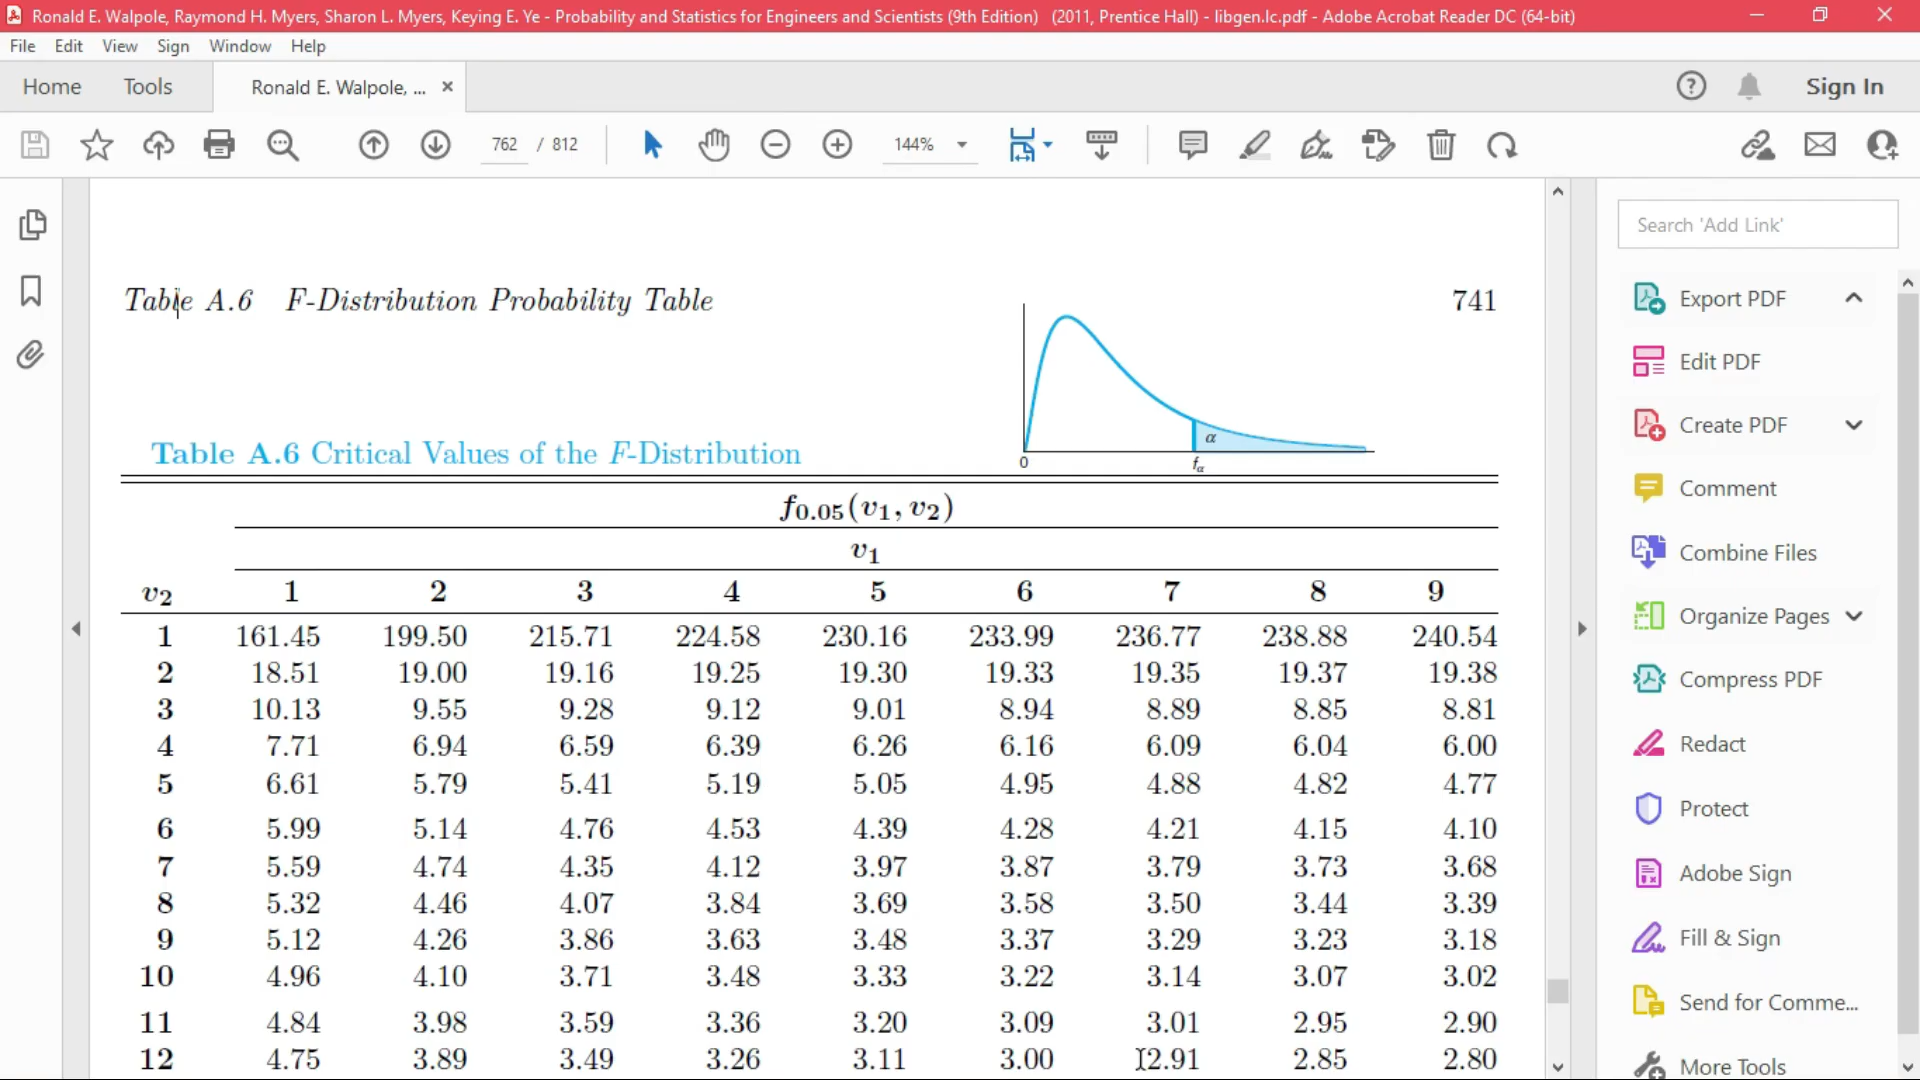 Ronald E. Walpole, Raymond H. Myers, Sharon L. Myers, Keying E. Ye - Probability and Statistics for Engineers and Scientists (9th Edition) (2011, Prentice Hall) - libgen.lc.pdf - Adobe Acrobat Reader DC (64-bit)
File Edit View Sign Window Help
Home Tools Ronald E. Walpole, ... × Sign In
762 / 812 144%
Search 'Add Link'
Export PDF
Edit PDF
Create PDF
Comment
Combine Files
Organize Pages
Compress PDF
Redact
Protect
Adobe Sign
Fill & Sign
Send for Comme...
More Tools
Table A.6 F-Distribution Probability Table 741
α
0 fα
Table A.6 Critical Values of the F-Distribution
f0.05(v1, v2)
v1
v2 1 2 3 4 5 6 7 8 9
1 161.45 199.50 215.71 224.58 230.16 233.99 236.77 238.88 240.54
2 18.51 19.00 19.16 19.25 19.30 19.33 19.35 19.37 19.38
3 10.13 9.55 9.28 9.12 9.01 8.94 8.89 8.85 8.81
4 7.71 6.94 6.59 6.39 6.26 6.16 6.09 6.04 6.00
5 6.61 5.79 5.41 5.19 5.05 4.95 4.88 4.82 4.77
6 5.99 5.14 4.76 4.53 4.39 4.28 4.21 4.15 4.10
7 5.59 4.74 4.35 4.12 3.97 3.87 3.79 3.73 3.68
8 5.32 4.46 4.07 3.84 3.69 3.58 3.50 3.44 3.39
9 5.12 4.26 3.86 3.63 3.48 3.37 3.29 3.23 3.18
10 4.96 4.10 3.71 3.48 3.33 3.22 3.14 3.07 3.02
11 4.84 3.98 3.59 3.36 3.20 3.09 3.01 2.95 2.90
12 4.75 3.89 3.49 3.26 3.11 3.00 2.91 2.85 2.80